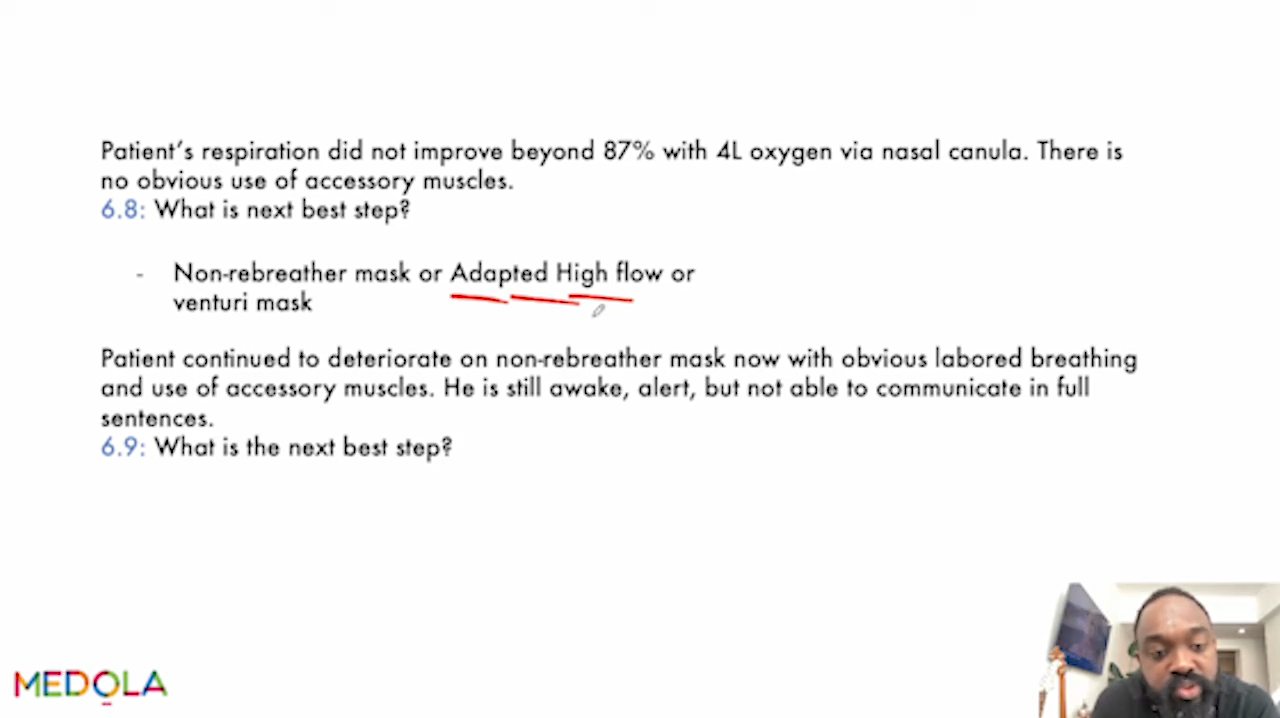 Patient's respiration did not improve beyond 87% with 4L oxygen via nasal canula. There is
no obvious use of accessory muscles.
6.8: What is next best step?
- Non-rebreather mask or Adapted High flow or
venturi mask
Patient continued to deteriorate on non-rebreather mask now with obvious labored breathing
and use of accessory muscles. He is still awake, alert, but not able to communicate in full
sentences.
6.9: What is the next best step?
MEDOLA